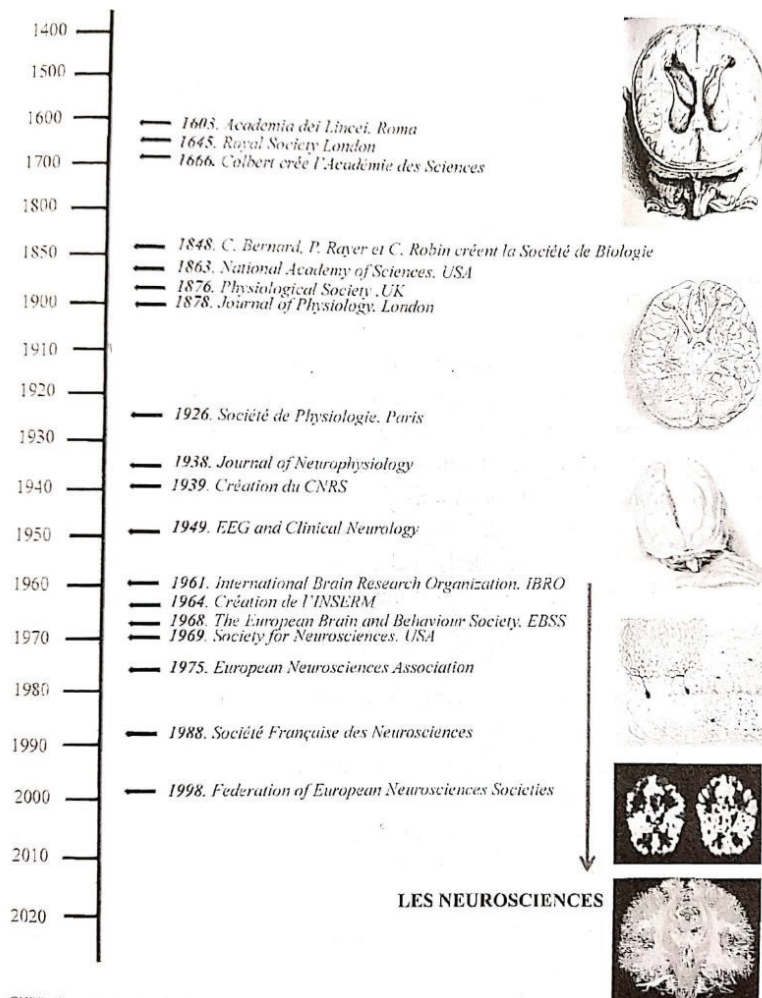 1400
1500
1600
1603. Academia dei Lincei. Roma
1645. Royal Society London
1666. Colbert crée l'Académie des Sciences
1700
1800
1848. C. Bernard, P. Rayer et C. Robin créent la Société de Biologie
1850
1863. National Academy of Sciences. USA
1876. Physiological Society .UK
1900
1878. Journal of Physiology. London
1910
1920
1926. Société de Physiologie. Paris
1930
1938. Journal of Neurophysiology
1940
1939. Création du CNRS
1949. EEG and Clinical Neurology
1950
1960
1961. International Brain Research Organization. IBRO
1964. Création de l'INSERM
1968. The European Brain and Behaviour Society. EBSS
1970
1969. Society for Neurosciences. USA
1975. European Neurosciences Association
1980
1988. Société Française des Neurosciences
1990
1998. Federation of European Neurosciences Societies
2000
2010
LES NEUROSCIENCES
2020